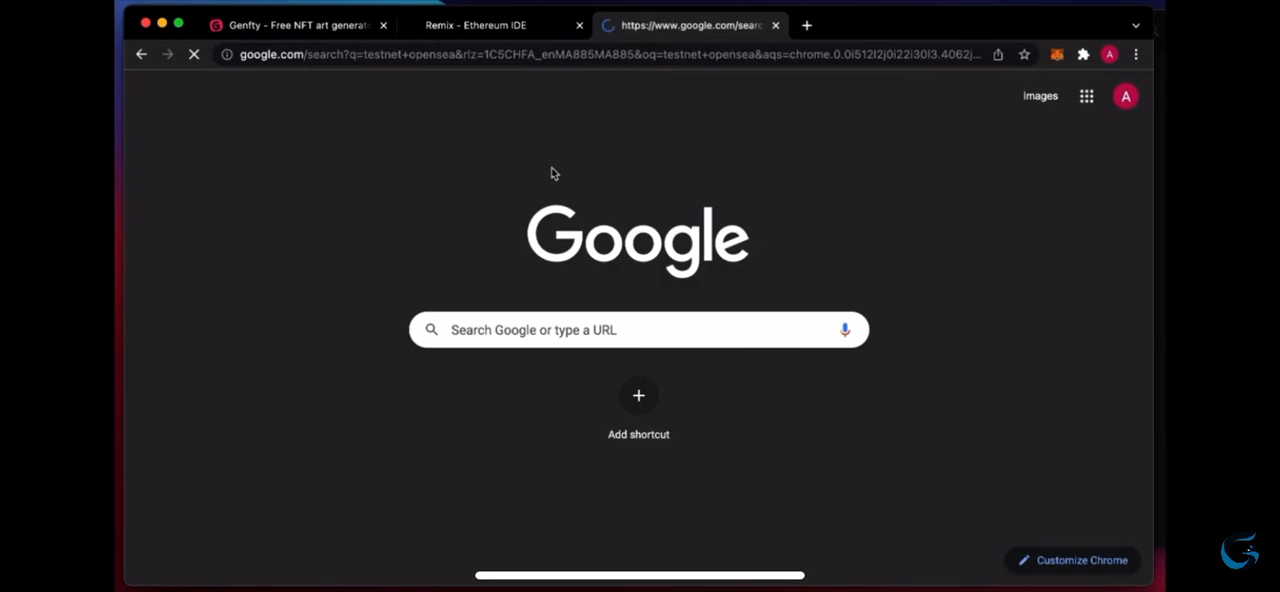 Genfty - Free NFT art generato
Remix - Ethereum IDE
https://www.google.com/searc
google.com/search?q=testnet+opensea&rlz=1C5CHFA_enMA885MA885&oq=testnet+opensea&aqs=chrome.0.0i512l2j0i22i30l3.4062j...
A
Images
A
Google
Search Google or type a URL
Add shortcut
Customize Chrome